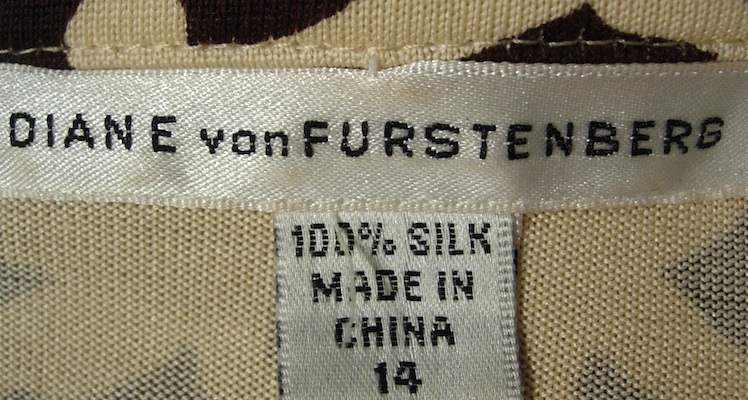 DIANE von FURSTENBERG
100% SILK
MADE IN
CHINA
14